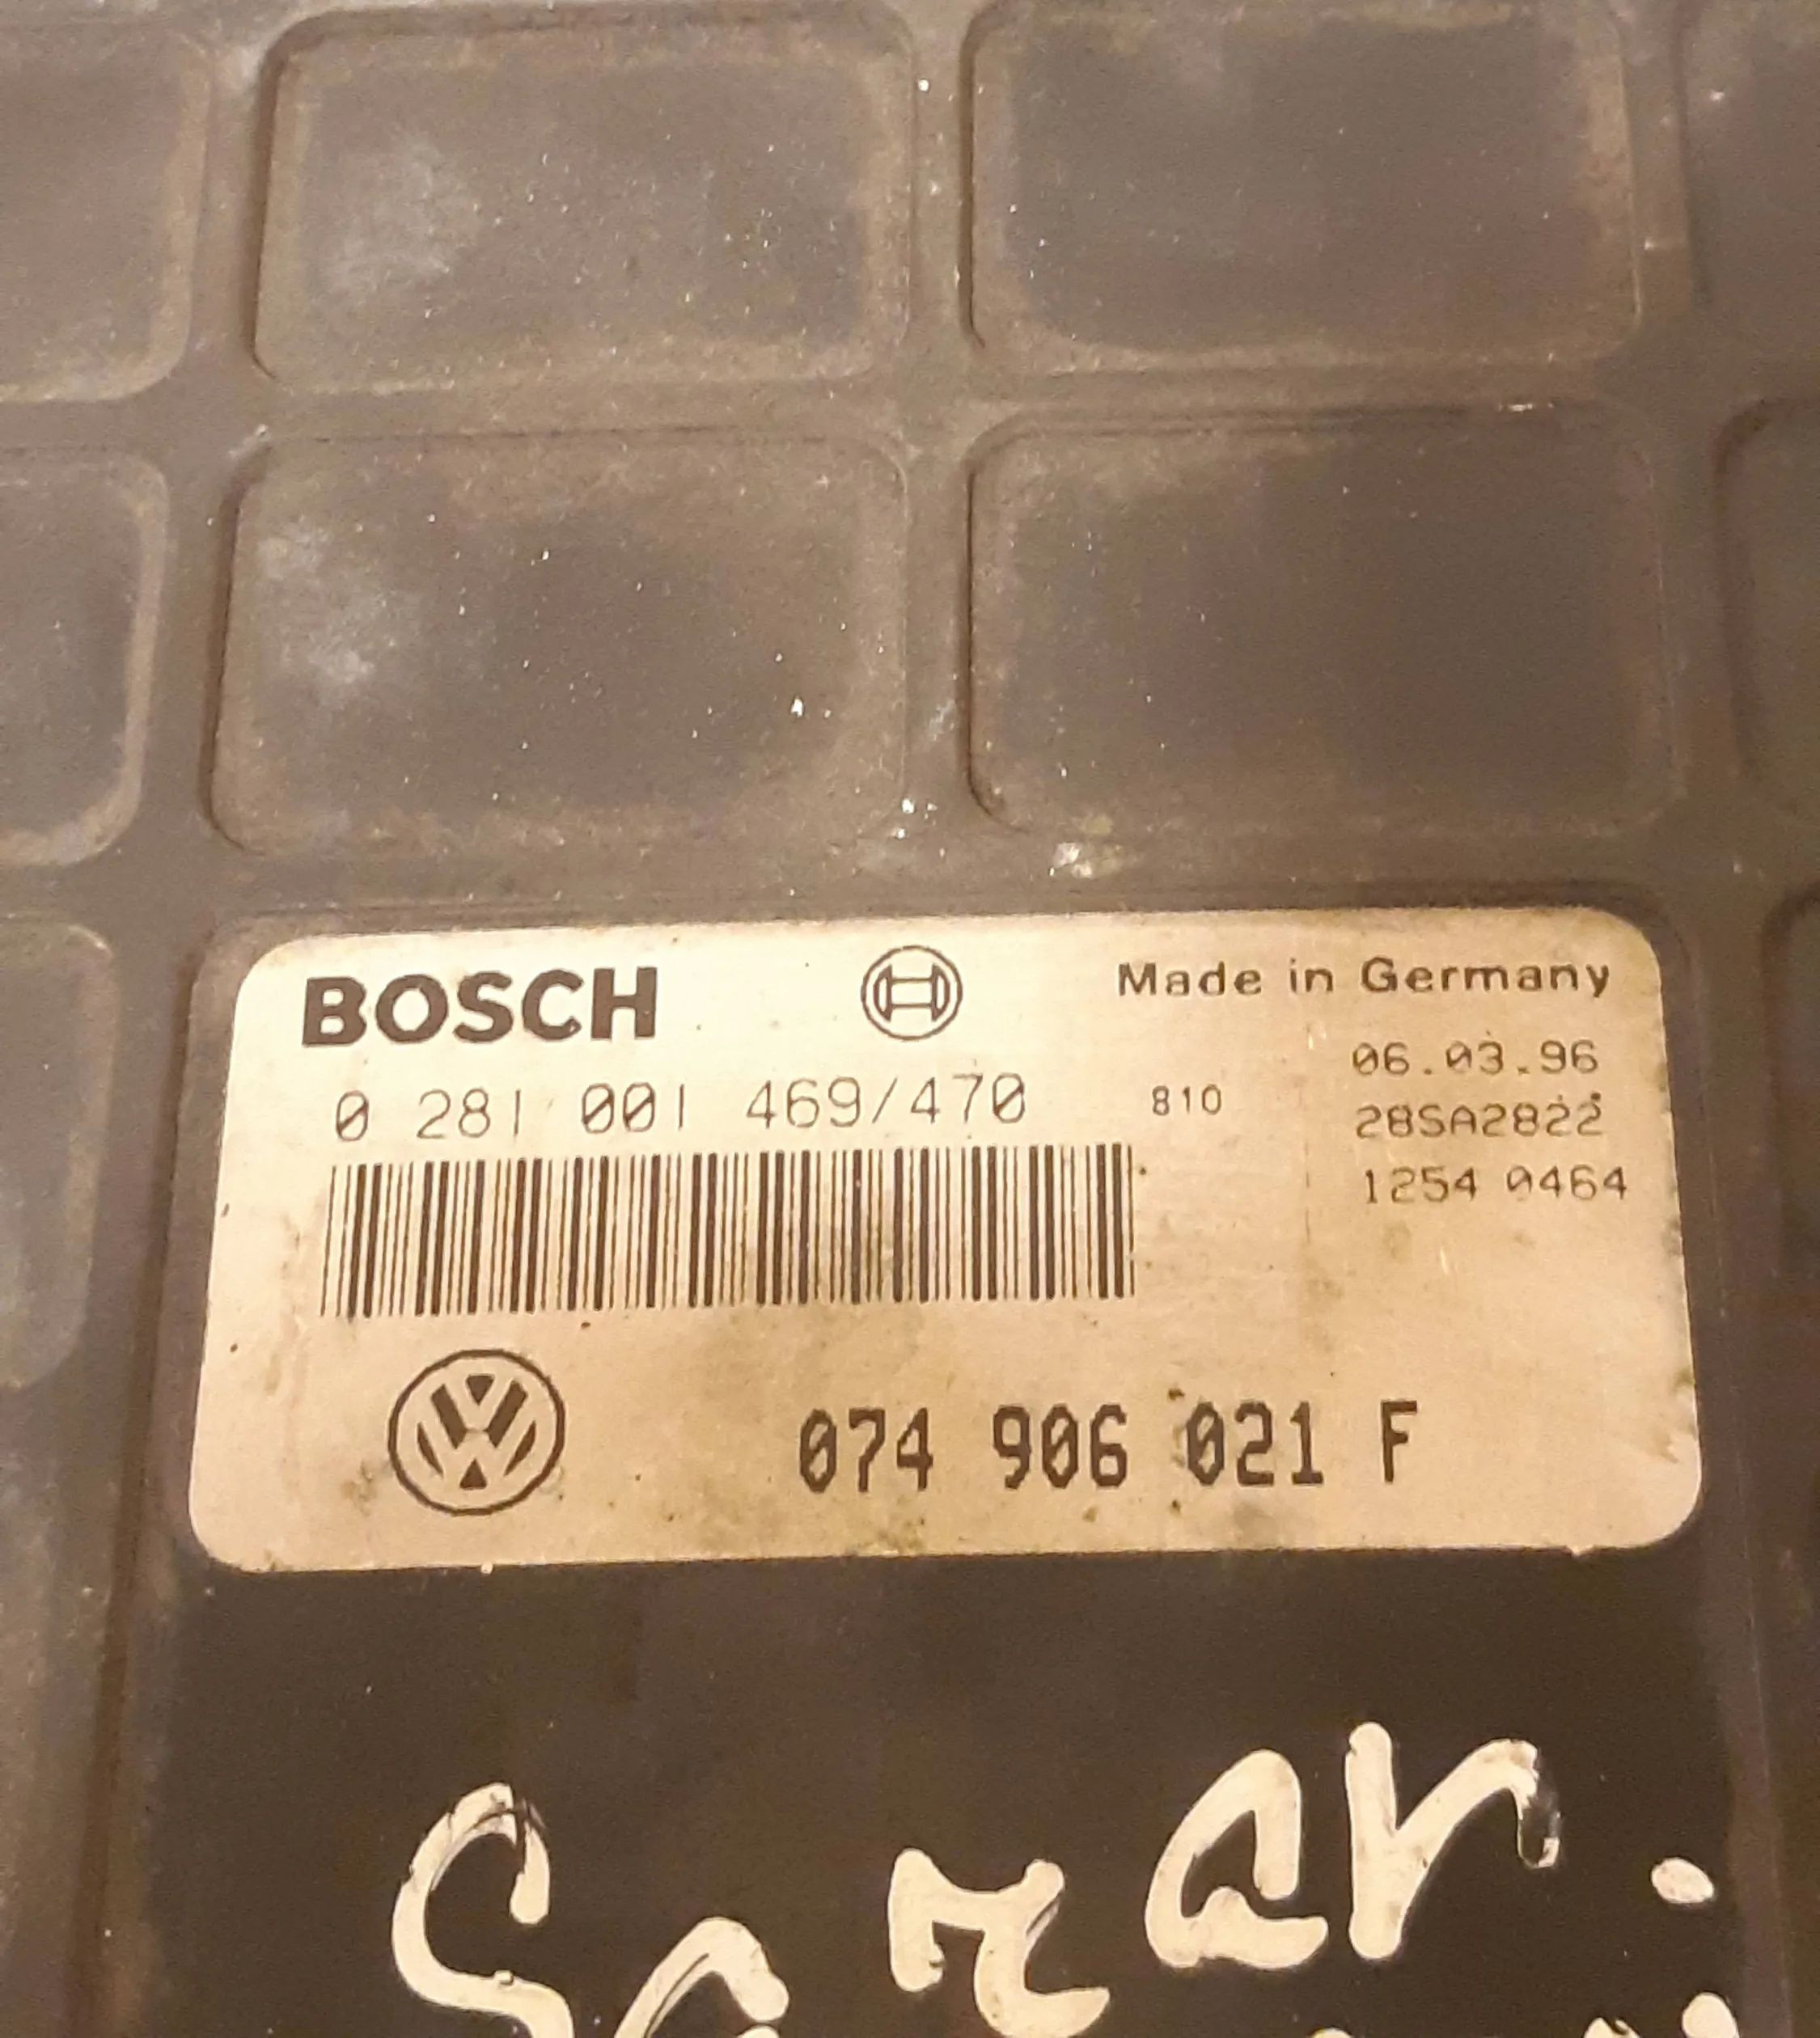 BOSCH Made in Germany
06.03.96
0 281 001 469/470 810 28SA2822
1254 0464
074 906 021 F